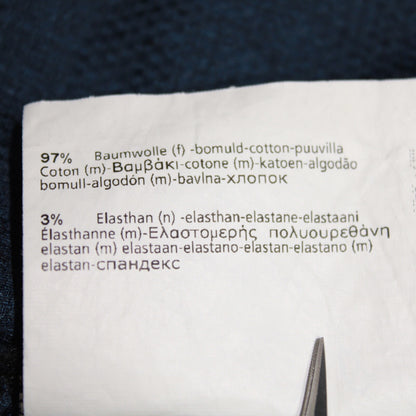 97% Baumwolle (f) -bomuld-cotton-puuvilla
Coton (m)-Βαμβάκι-cotone (m)-katoen-algodão
bomull-algodón (m)-bavlna-хлопок
3% Elasthan (n) -elasthan-elastane-elastaani
Élasthanne (m)-Ελαστομερής πολυουρεθάνη
elastan (m) elastaan-elastano-elastan-elastano (m)
elastan-спандекс